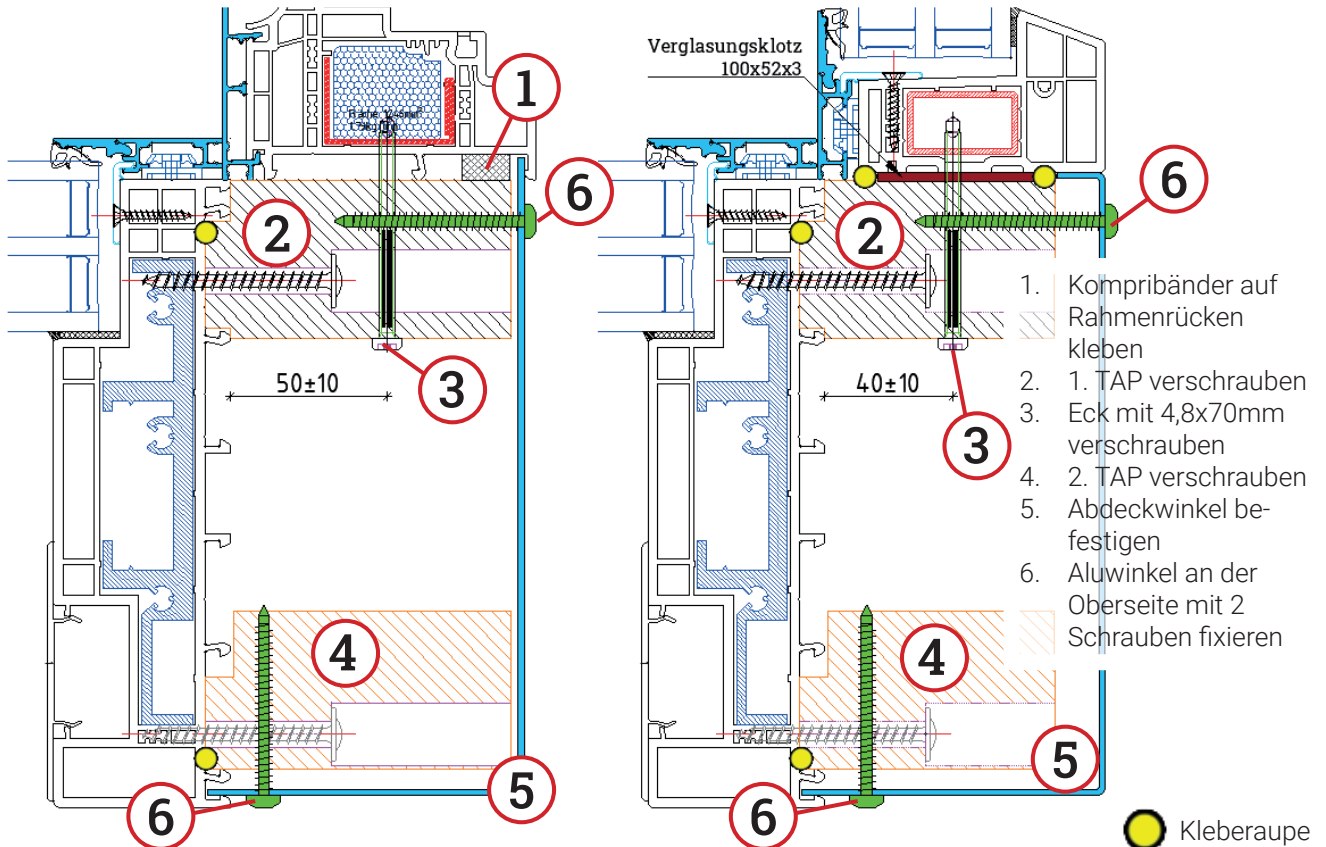 Verglasungsklotz
100x52x3
1
6
2
3
50±10
4
5
6
6
2
3
40±10
4
5
6
1. Kompribänder auf
Rahmenrücken
kleben
2. 1. TAP verschrauben
3. Eck mit 4,8x70mm
verschrauben
4. 2. TAP verschrauben
5. Abdeckwinkel be-
festigen
6. Aluwinkel an der
Oberseite mit 2
Schrauben fixieren
Kleberaupe